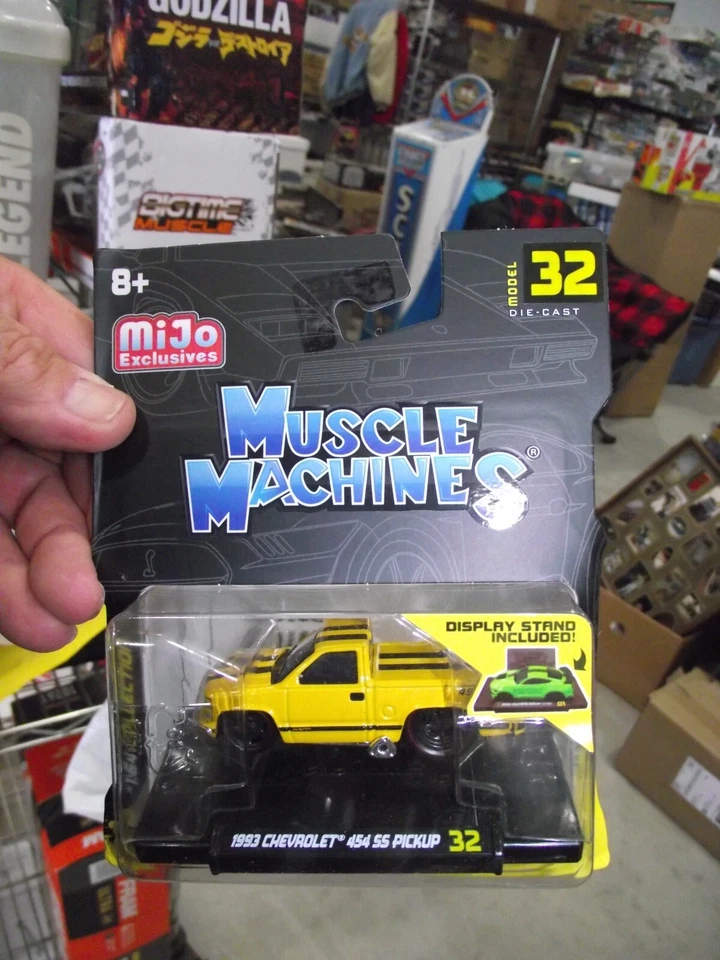 GODZILLA
ゴジラVSデストロイア
LEGEND
BIGTIME
MUSCLE
SC
8+
MiJo
Exclusives
MODEL
32
DIE-CAST
MUSCLE
MACHINES®
DISPLAY STAND
INCLUDED!
1993 CHEVROLET® 454 SS PICKUP 32